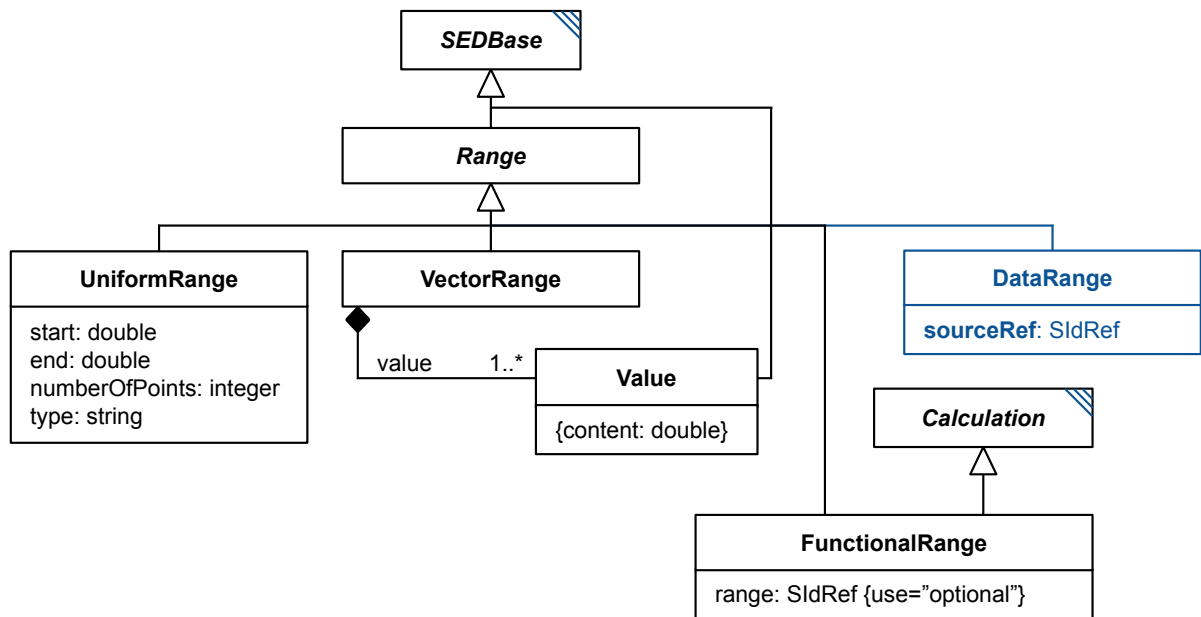 SEDBase
Range
UniformRange
start: double
end: double
numberOfPoints: integer
type: string
VectorRange
value 1..*
Value
{content: double}
DataRange
sourceRef: SIdRef
Calculation
FunctionalRange
range: SIdRef {use=”optional”}